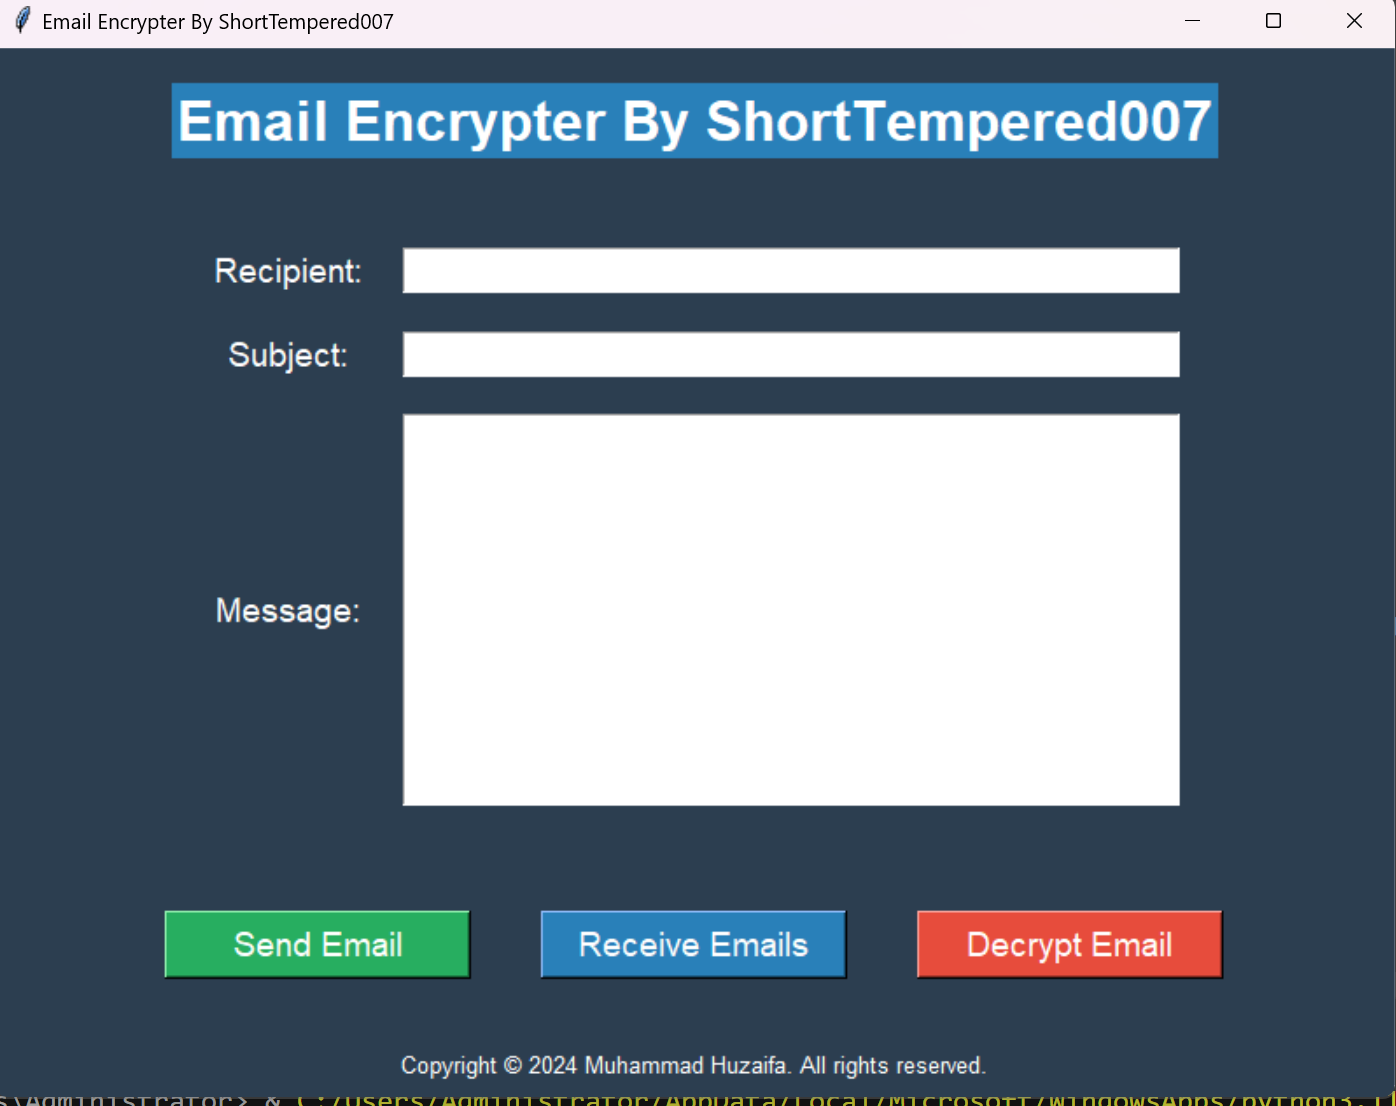 Email Encrypter By ShortTempered007
Email Encrypter By ShortTempered007
Recipient:
Subject:
Message:
Send Email
Receive Emails
Decrypt Email
Copyright © 2024 Muhammad Huzaifa. All rights reserved.
s\Administrator> & C:/Users/Administrator/AppData/Local/Microsoft/WindowsApps/python3.1